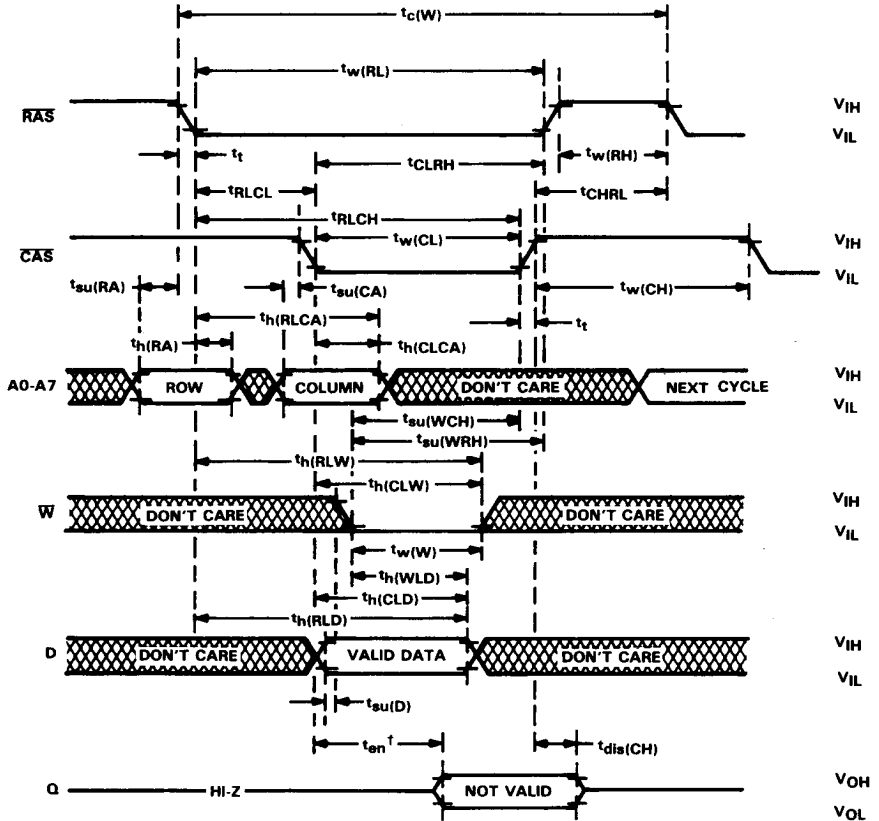 tc(W)
tw(RL)
RAS VIH
VIL
tt tCLRH tw(RH)
tRLCL tCHRL
tRLCH
CAS tw(CL) VIH
VIL
tsu(RA) tsu(CA) tw(CH)
th(RLCA)
th(RA) th(CLCA) tt
A0-A7 ROW COLUMN DON'T CARE NEXT CYCLE VIH
VIL
tsu(WCH)
tsu(WRH)
th(RLW)
th(CLW)
W DON'T CARE DON'T CARE VIH
VIL
tw(W)
th(WLD)
th(CLD)
th(RLD)
D DON'T CARE VALID DATA DON'T CARE VIH
VIL
tsu(D)
ten† tdis(CH)
Q HI-Z NOT VALID VOH
VOL